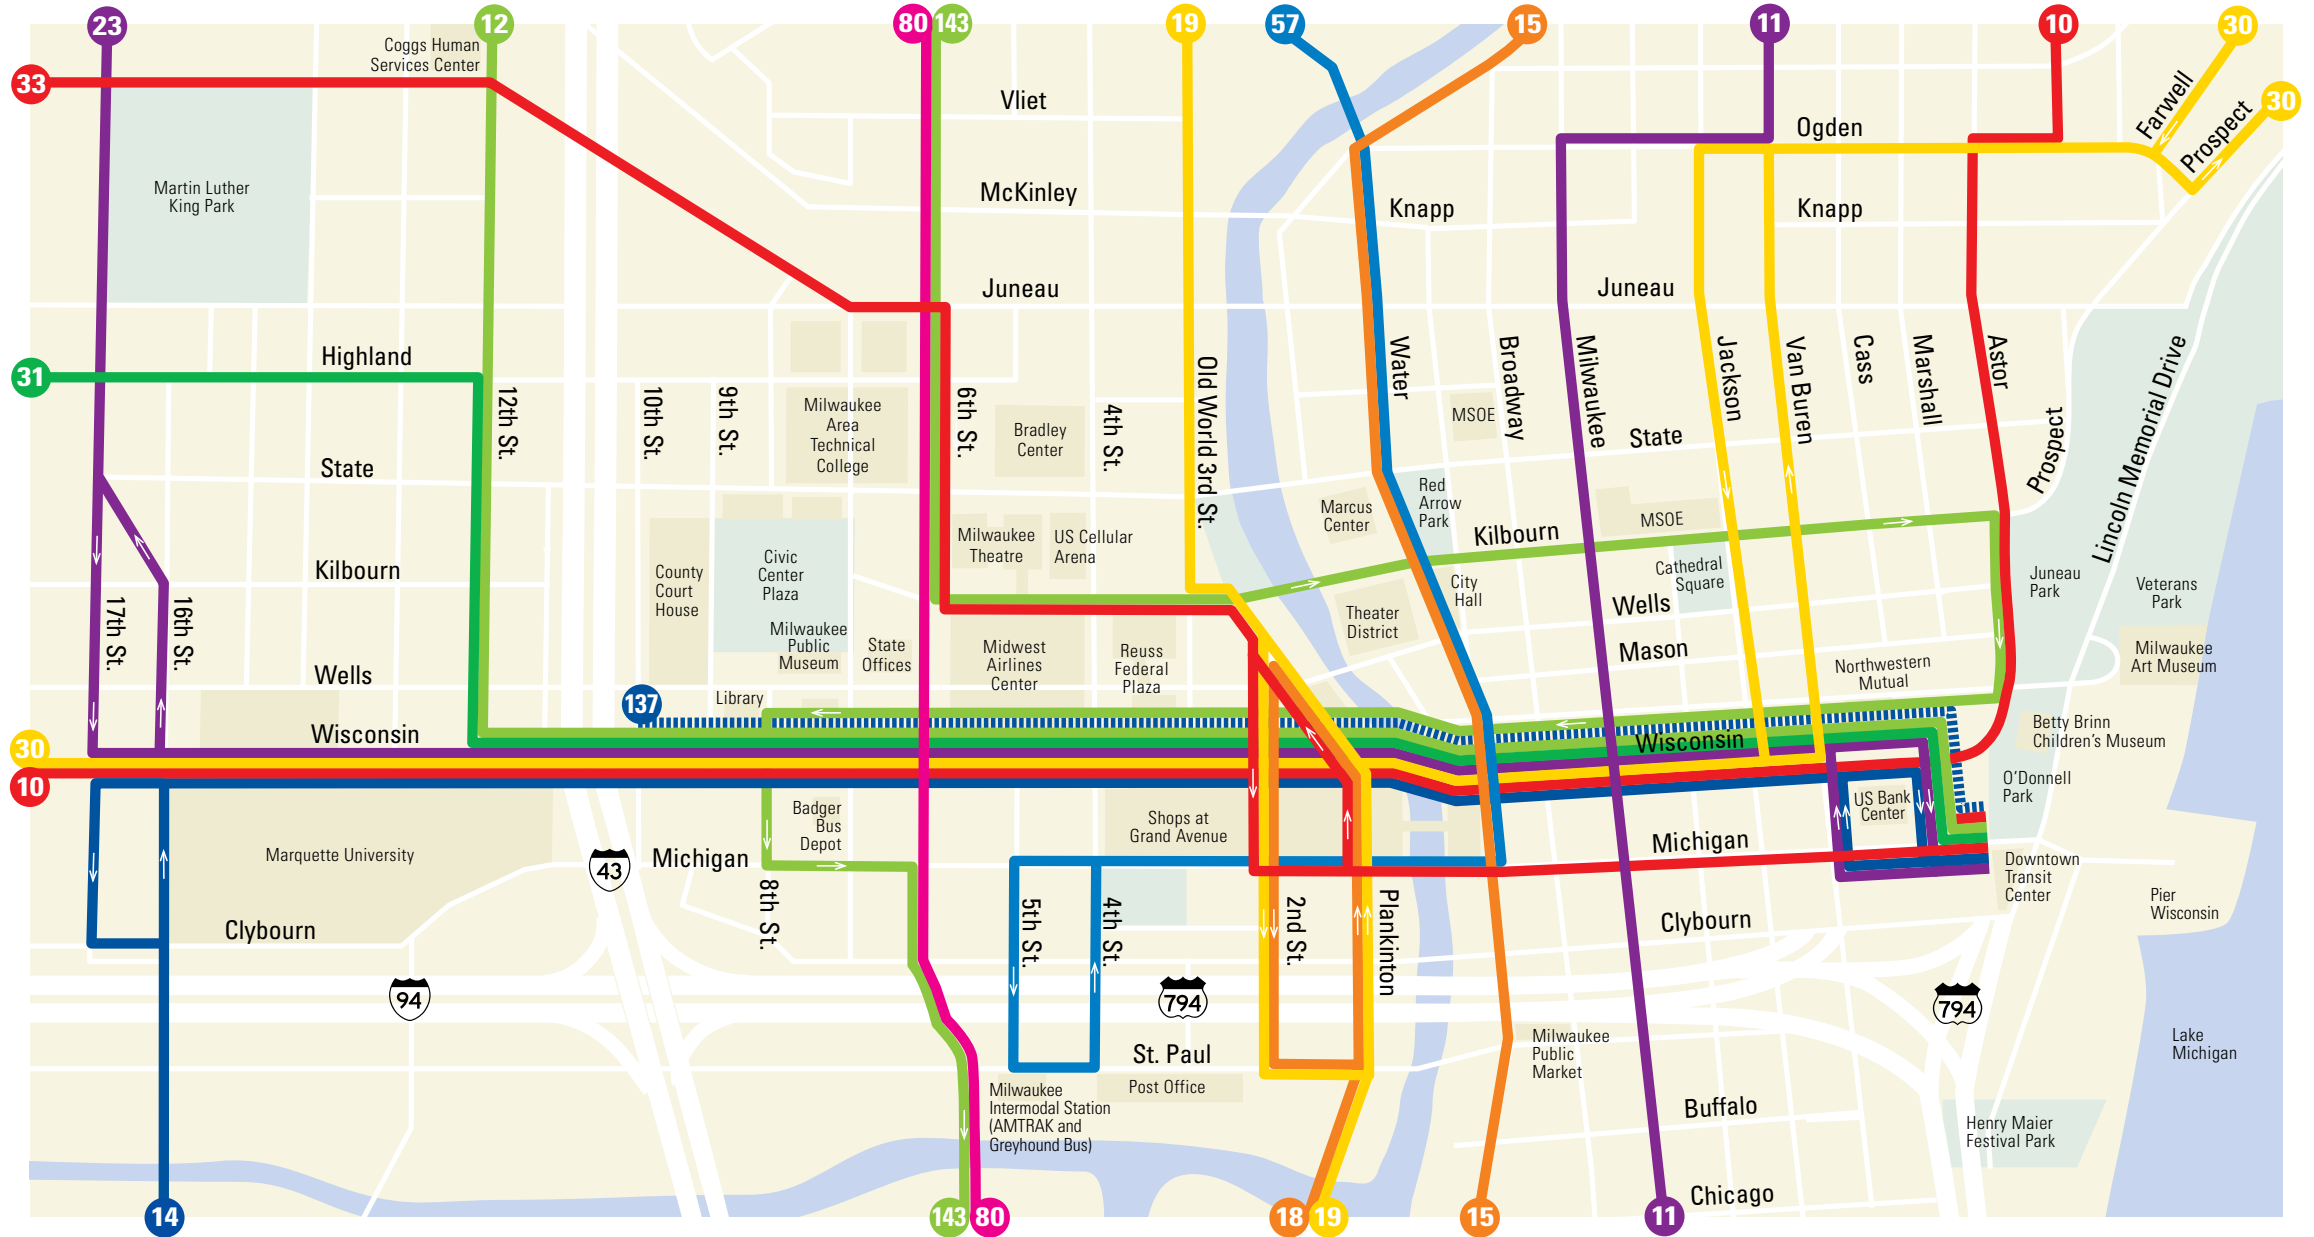 23
12
80
143
19
57
15
11
10
30
30
33
Coggs Human
Services Center
Farwell
Prospect
Vliet
Ogden
Martin Luther
King Park
McKinley
Knapp
Knapp
Juneau
Juneau
31
Highland
12th St.
10th St.
9th St.
Milwaukee
Area
Technical
College
6th St.
Bradley
Center
4th St.
Old World 3rd St.
Water
MSOE
Broadway
Milwaukee
Jackson
Van Buren
Cass
Marshall
Astor
Prospect
Lincoln Memorial Drive
State
State
Red
Arrow
Park
Marcus
Center
MSOE
Kilbourn
Kilbourn
Milwaukee
Theatre
US Cellular
Arena
County
Court
House
Civic
Center
Plaza
Cathedral
Square
City
Hall
Theater
District
Juneau
Park
Veterans
Park
17th St.
16th St.
Milwaukee
Public
Museum
State
Offices
Midwest
Airlines
Center
Reuss
Federal
Plaza
Wells
Mason
Northwestern
Mutual
Milwaukee
Art Museum
Wells
137
Library
Wisconsin
Wisconsin
Betty Brinn
Children's Museum
30
10
O'Donnell
Park
US Bank
Center
Badger
Bus
Depot
Shops at
Grand Avenue
Michigan
Michigan
Marquette University
43
Downtown
Transit
Center
Pier
Wisconsin
8th St.
5th St.
4th St.
2nd St.
Plankinton
Clybourn
Clybourn
94
794
794
St. Paul
Post Office
Milwaukee
Public
Market
Lake
Michigan
Milwaukee
Intermodal Station
(AMTRAK and
Greyhound Bus)
Buffalo
Henry Maier
Festival Park
Chicago
14
143
80
18
19
15
11